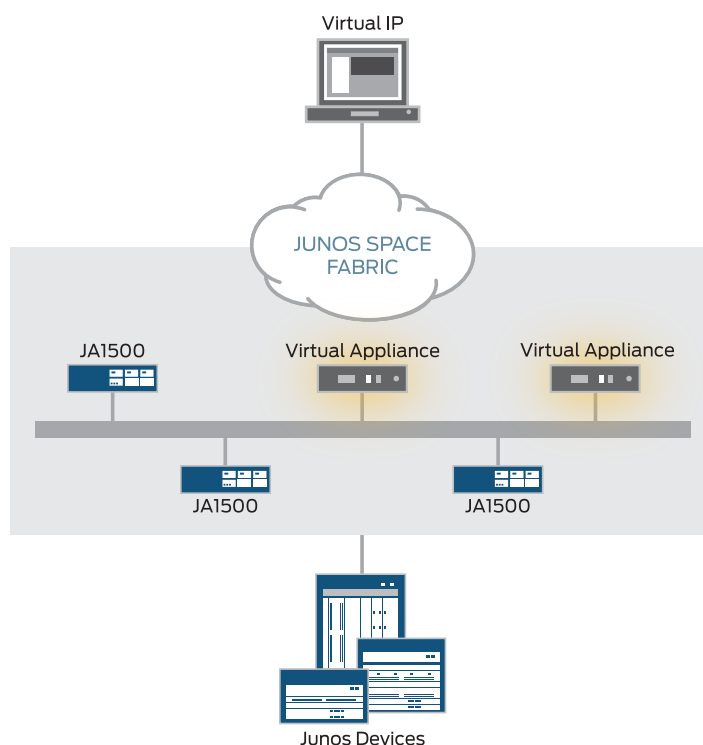 Virtual IP
JUNOS SPACE
FABRIC
JA1500
Virtual Appliance
Virtual Appliance
JA1500
JA1500
Junos Devices